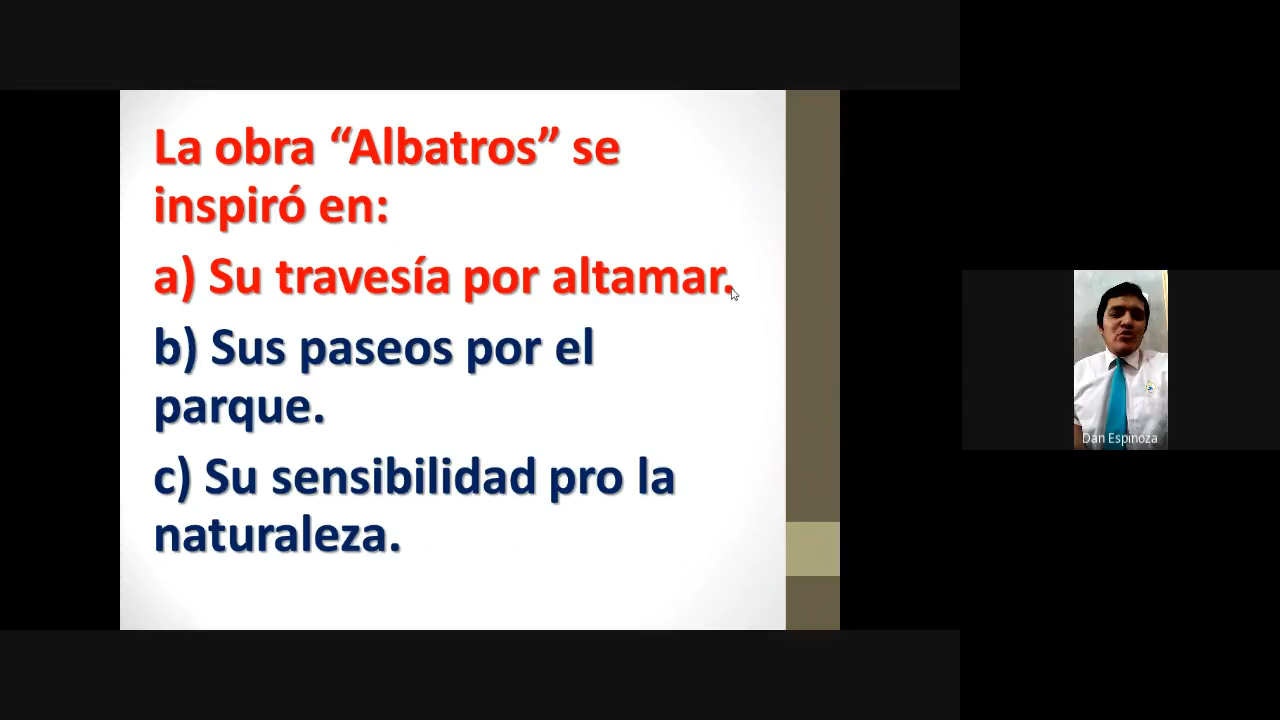 La obra “Albatros” se
inspiró en:
a) Su travesía por altamar.
b) Sus paseos por el
parque.
c) Su sensibilidad pro la
naturaleza.
Dan Espinoza